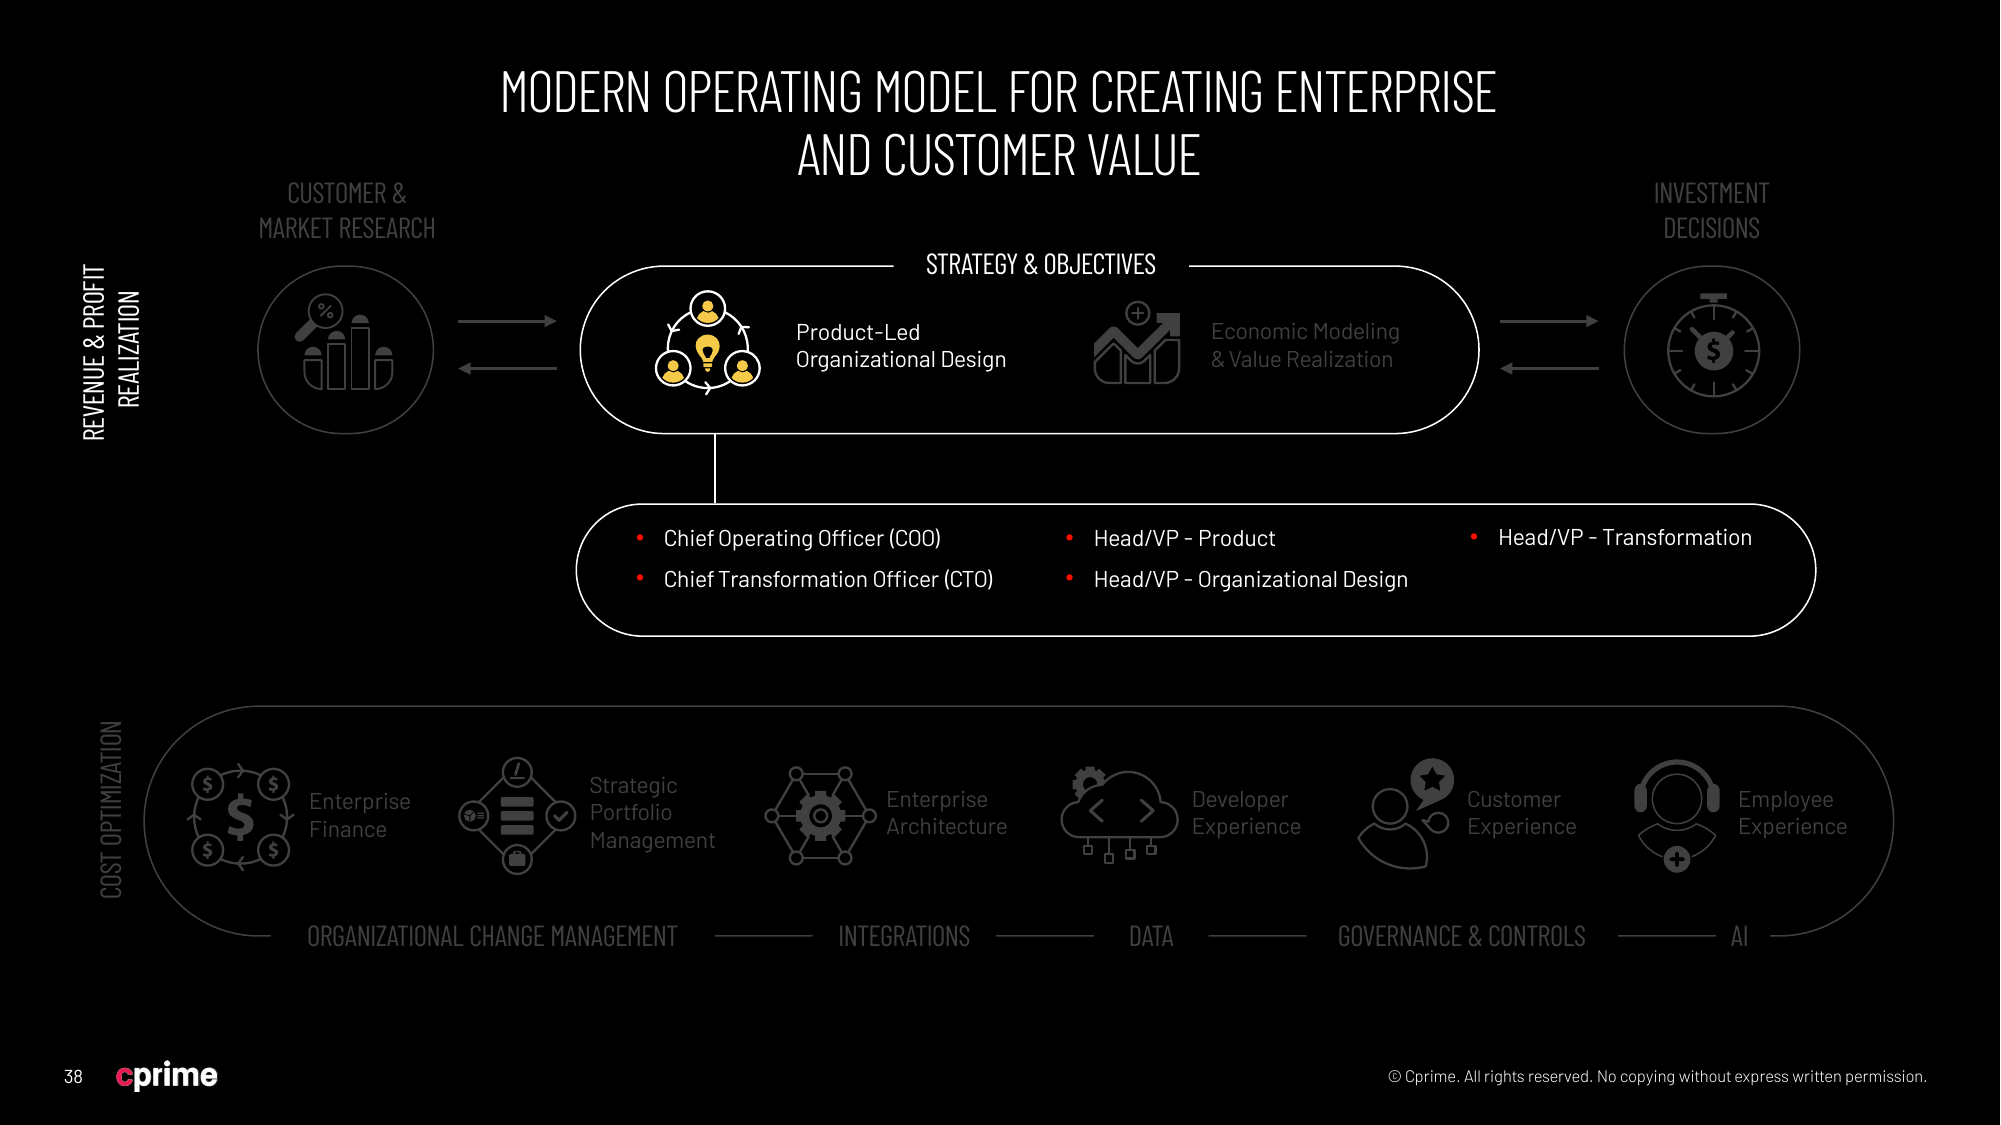 MODERN OPERATING MODEL FOR CREATING ENTERPRISE
AND CUSTOMER VALUE
CUSTOMER &
MARKET RESEARCH
INVESTMENT
DECISIONS
REVENUE & PROFIT
REALIZATION
STRATEGY & OBJECTIVES
%
Product-Led
Organizational Design
Economic Modeling
& Value Realization
$
• Chief Operating Officer (COO)
• Chief Transformation Officer (CTO)
• Head/VP - Product
• Head/VP - Organizational Design
• Head/VP - Transformation
COST OPTIMIZATION
$ $
$
$ $
Enterprise
Finance
Strategic
Portfolio
Management
Enterprise
Architecture
Developer
Experience
Customer
Experience
Employee
Experience
ORGANIZATIONAL CHANGE MANAGEMENT
INTEGRATIONS
DATA
GOVERNANCE & CONTROLS
AI
38
cprime
© Cprime. All rights reserved. No copying without express written permission.